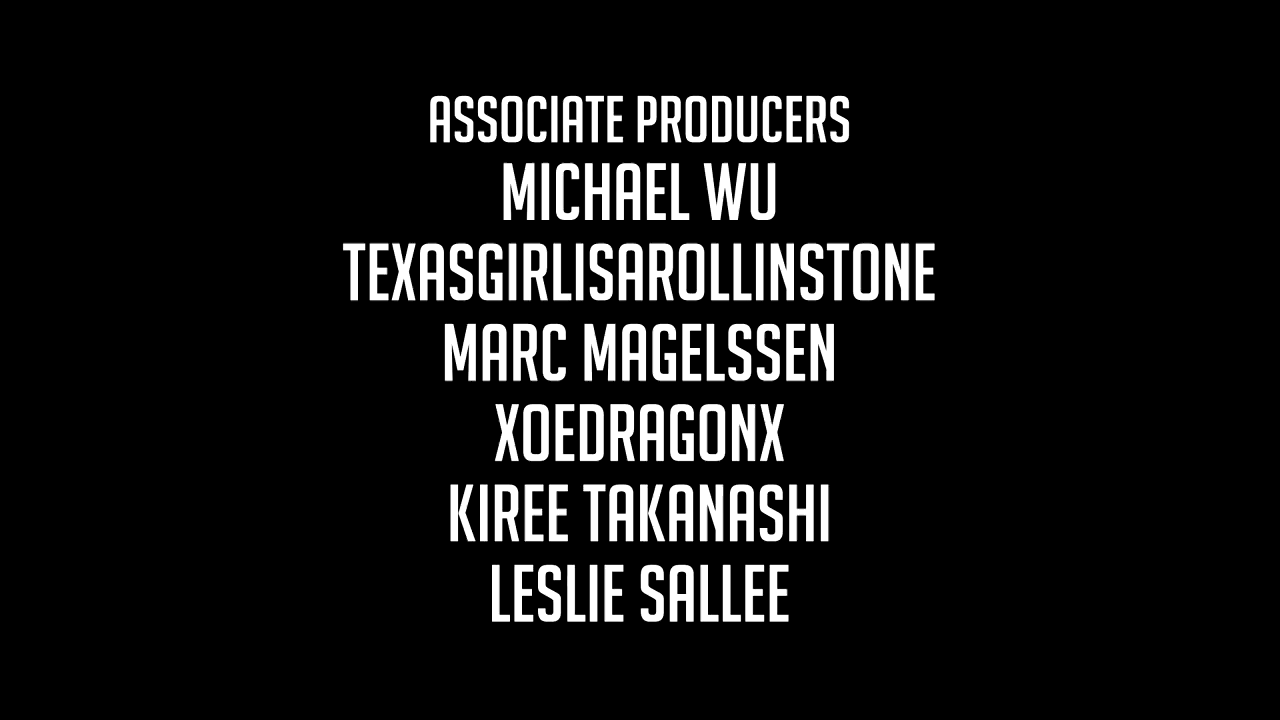 ASSOCIATE PRODUCERS
MICHAEL WU
TEXASGIRLISAROLLINSTONE
MARC MAGELSSEN
XOEDRAGONX
KIREE TAKANASHI
LESLIE SALLEE